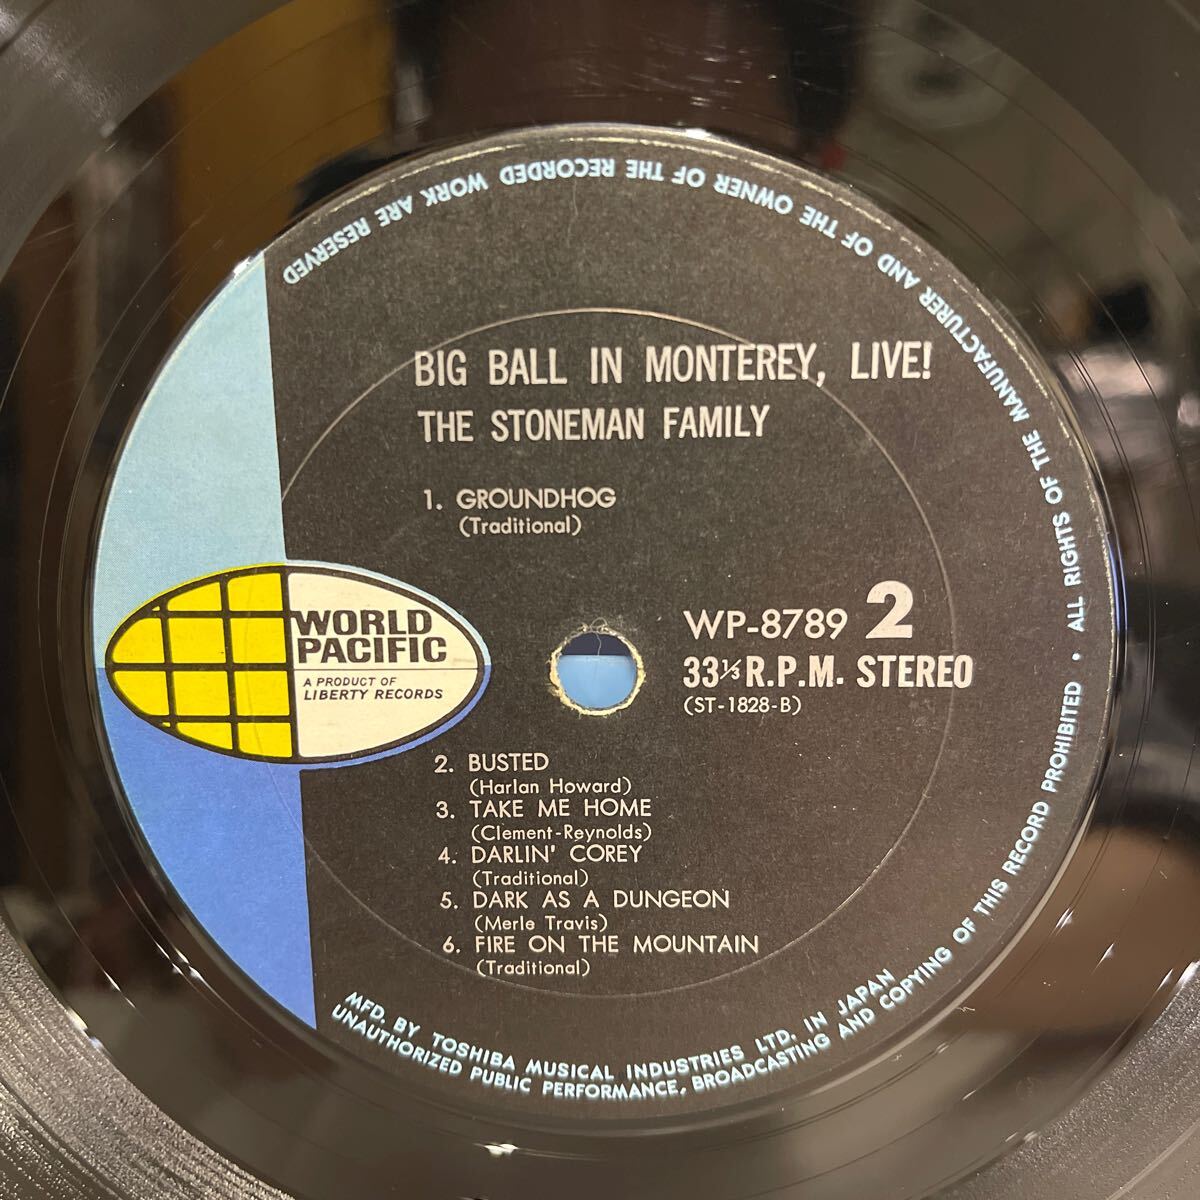 BIG BALL IN MONTEREY, LIVE!
THE STONEMAN FAMILY
1. GROUNDHOG
(Traditional)
WORLD
PACIFIC
A PRODUCT OF
LIBERTY RECORDS
WP-8789 2
33⅓ R.P.M. STEREO
(ST-1828-B)
2. BUSTED
(Harlan Howard)
3. TAKE ME HOME
(Clement-Reynolds)
4. DARLIN' COREY
(Traditional)
5. DARK AS A DUNGEON
(Merle Travis)
6. FIRE ON THE MOUNTAIN
(Traditional)
MFD. BY TOSHIBA MUSICAL INDUSTRIES LTD. IN JAPAN
UNAUTHORIZED PUBLIC PERFORMANCE, BROADCASTING AND COPYING OF THIS RECORD PROHIBITED • ALL RIGHTS OF THE MANUFACTURER AND OF THE OWNER OF THE RECORDED WORK ARE RESERVED